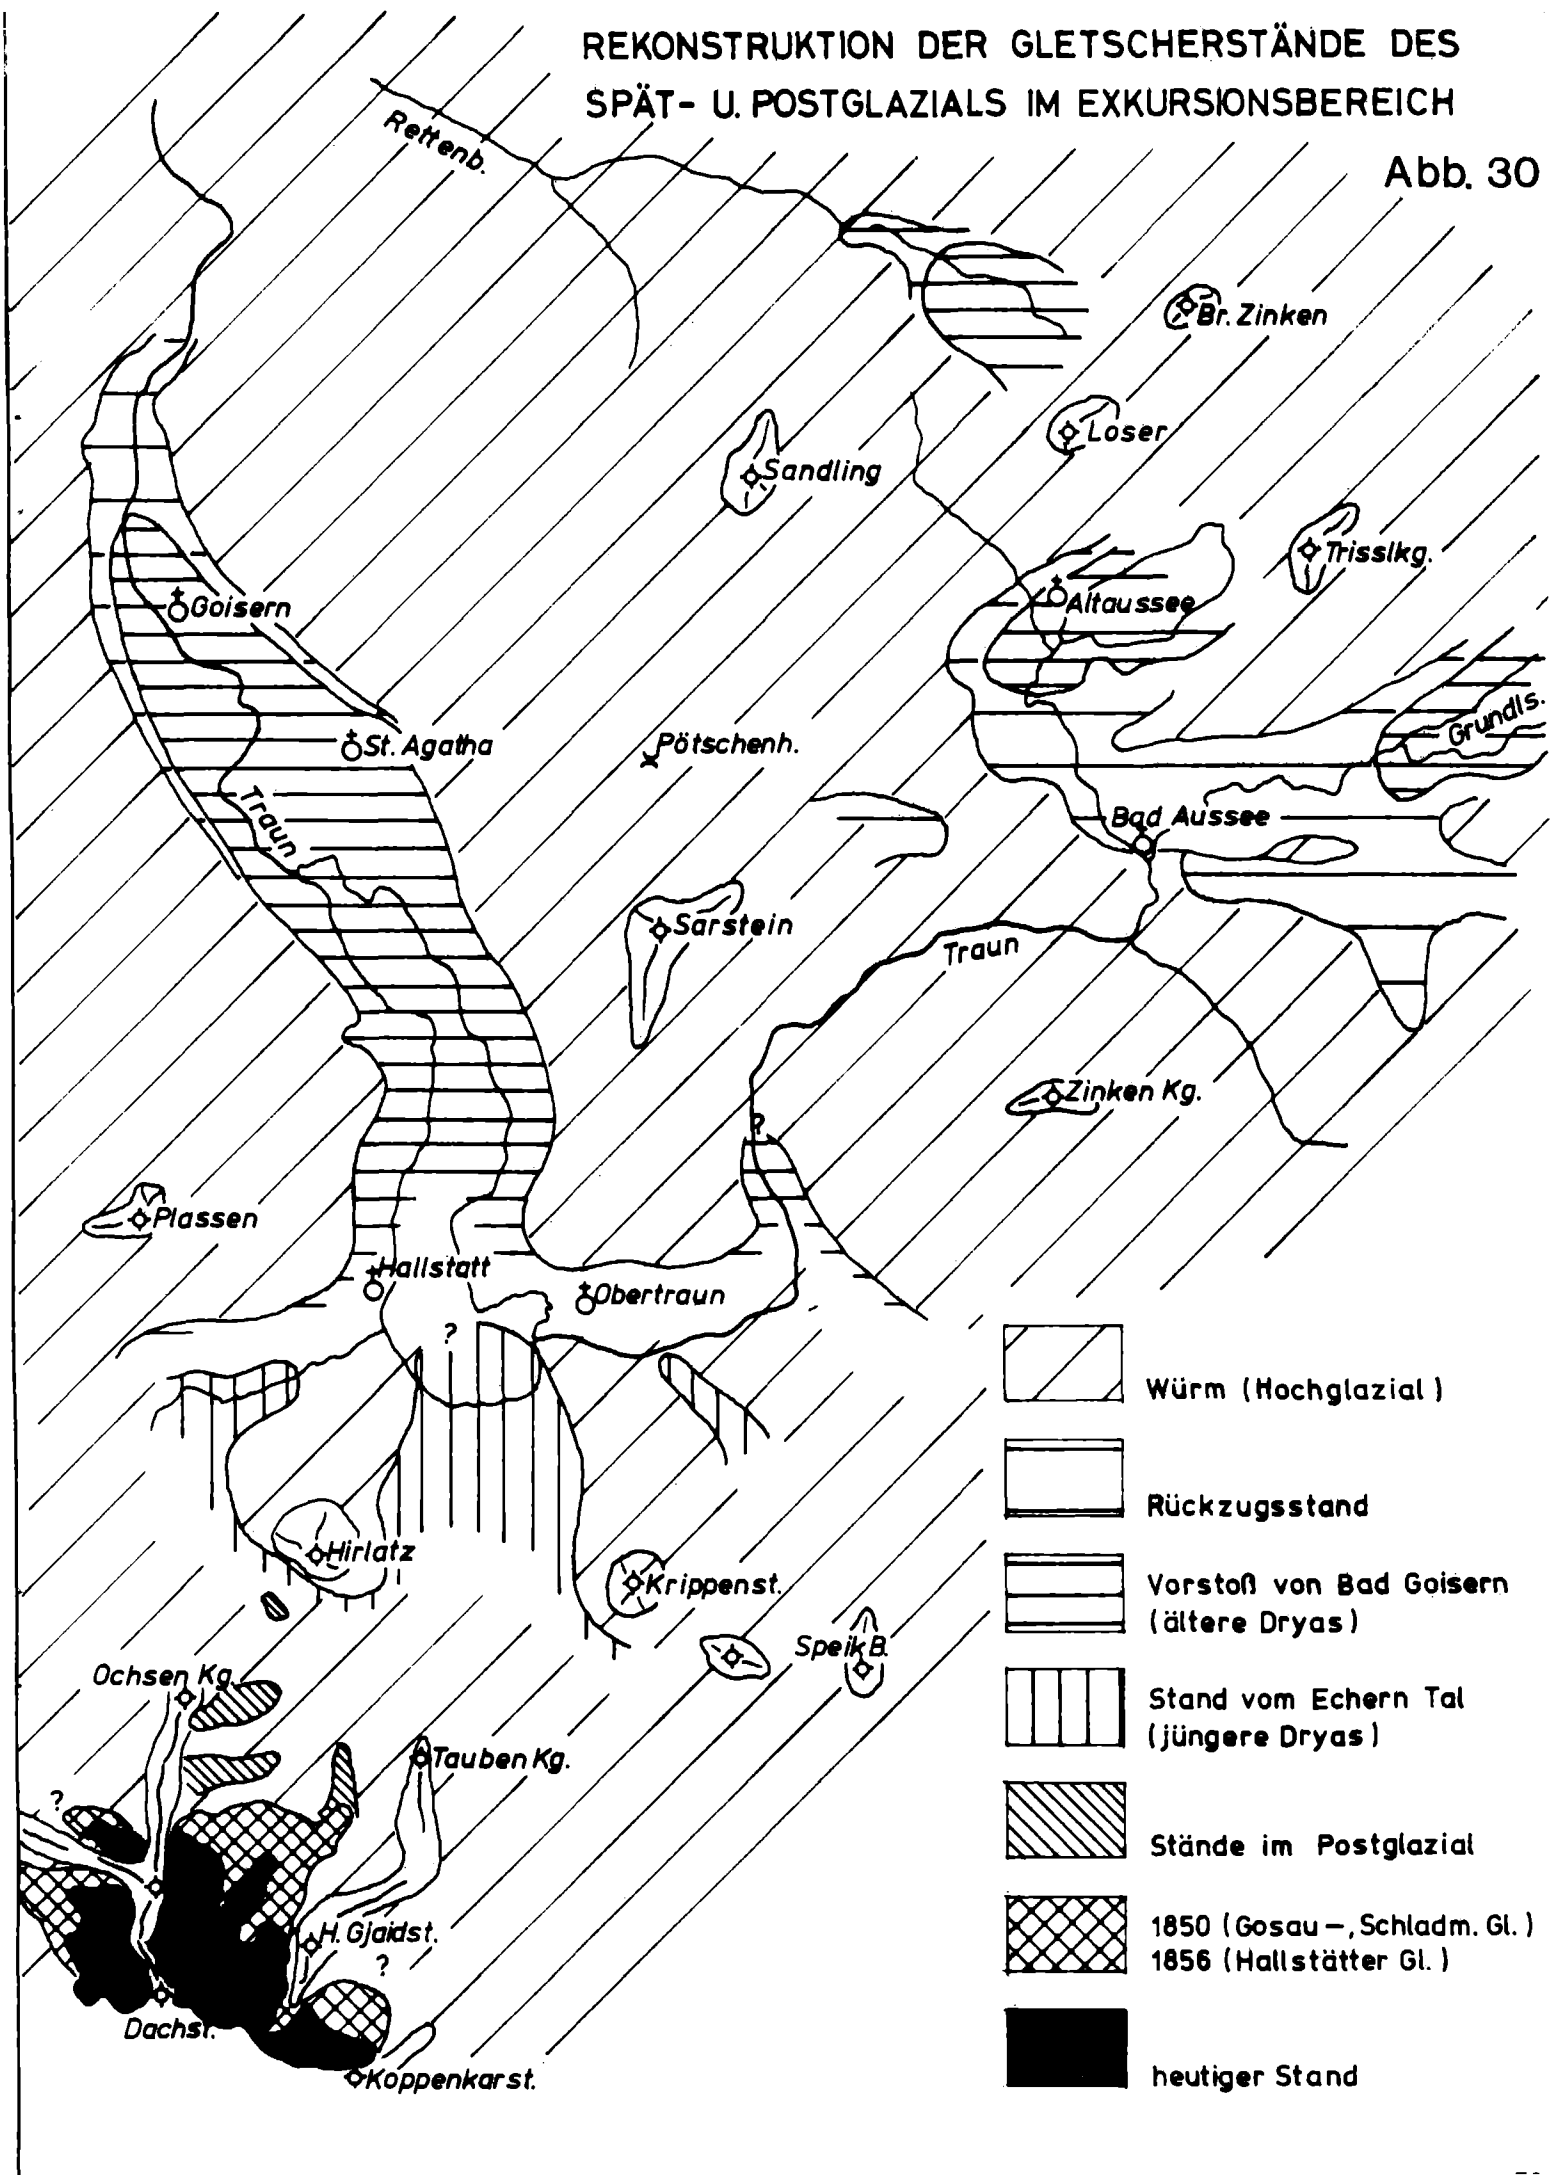 REKONSTRUKTION DER GLETSCHERSTÄNDE DES
SPÄT- U. POSTGLAZIALS IM EXKURSIONSBEREICH
Abb. 30
Rettenb.
Br. Zinken
Loser
Sandling
Trisslkg.
Goisern
Altaussee
Grundls.
St. Agatha
Pötschenh.
Traun
Bad Aussee
Sarstein
Traun
Zinken Kg.
?
Plassen
Hallstatt
Obertraun
?
Hirlatz
Krippenst.
Speik B.
Ochsen Kg.
Tauben Kg.
?
H. Gjaidst.
?
Dachst.
Koppenkarst.
Würm (Hochglazial)
Rückzugsstand
Vorstoß von Bad Goisern
(ältere Dryas)
Stand vom Echern Tal
(jüngere Dryas)
Stände im Postglazial
1850 (Gosau-, Schladm. Gl.)
1856 (Hallstätter Gl.)
heutiger Stand